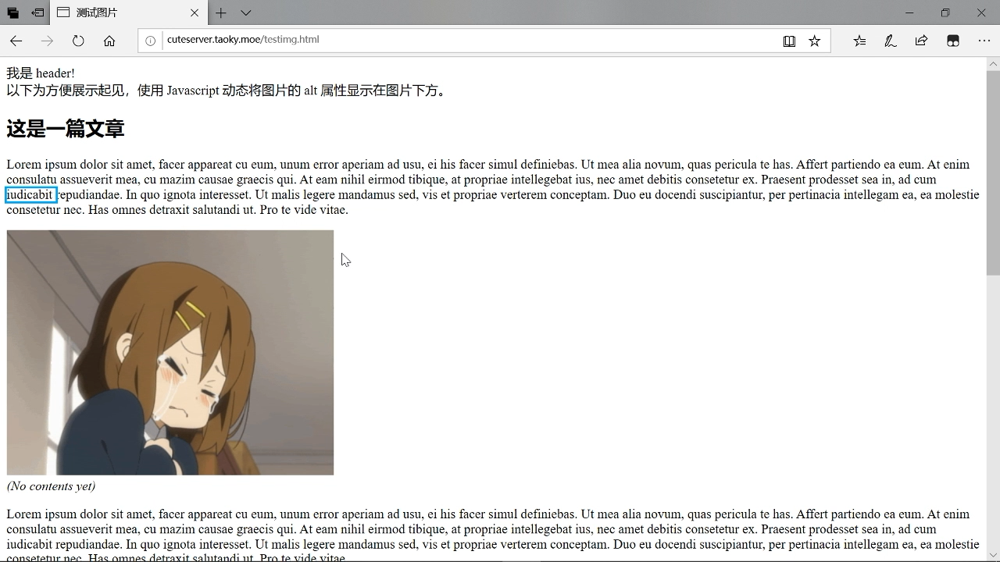 测试图片
cuteserver.taoky.moe/testimg.html
我是 header!
以下为方便展示起见，使用 Javascript 动态将图片的 alt 属性显示在图片下方。
这是一篇文章
Lorem ipsum dolor sit amet, facer appareat cu eum, unum error aperiam ad usu, ei his facer simul definiebas. Ut mea alia novum, quas pericula te has. Affert partiendo ea eum. At enim
consulatu assueverit mea, cu mazim causae graecis qui. At eam nihil eirmod tibique, at propriae intellegebat ius, nec amet debitis consetetur ex. Praesent prodesset sea in, ad cum
iudicabit repudiandae. In quo ignota interesset. Ut malis legere mandamus sed, vis et propriae verterem conceptam. Duo eu docendi suscipiantur, per pertinacia intellegam ea, ea molestie
consetetur nec. Has omnes detraxit salutandi ut. Pro te vide vitae.
(No contents yet)
Lorem ipsum dolor sit amet, facer appareat cu eum, unum error aperiam ad usu, ei his facer simul definiebas. Ut mea alia novum, quas pericula te has. Affert partiendo ea eum. At enim
consulatu assueverit mea, cu mazim causae graecis qui. At eam nihil eirmod tibique, at propriae intellegebat ius, nec amet debitis consetetur ex. Praesent prodesset sea in, ad cum
iudicabit repudiandae. In quo ignota interesset. Ut malis legere mandamus sed, vis et propriae verterem conceptam. Duo eu docendi suscipiantur, per pertinacia intellegam ea, ea molestie
consetetur nec. Has omnes detraxit salutandi ut. Pro te vide vitae.